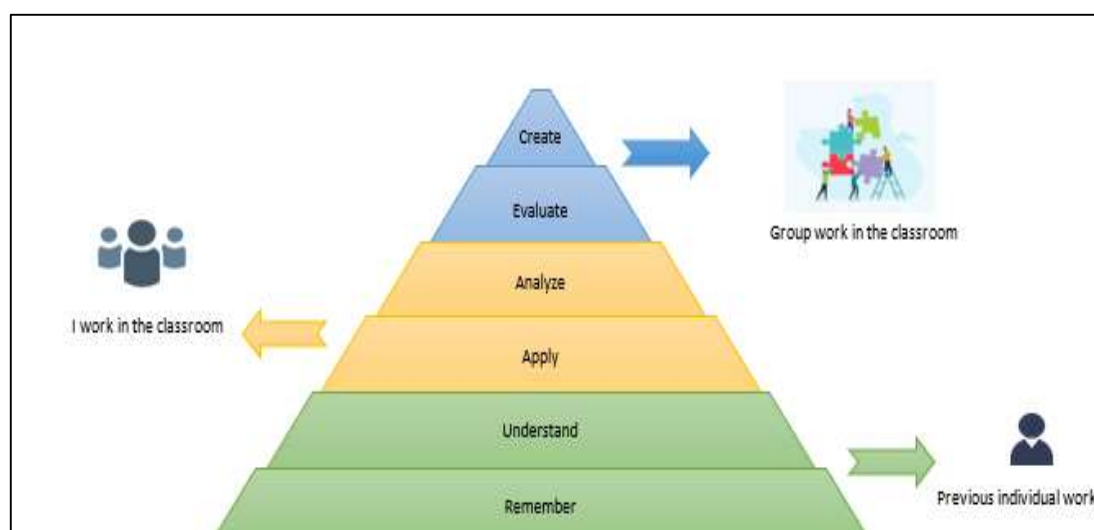 Create
Evaluate
Group work in the classroom
Analyze
I work in the classroom
Apply
Understand
Previous individual work
Remember